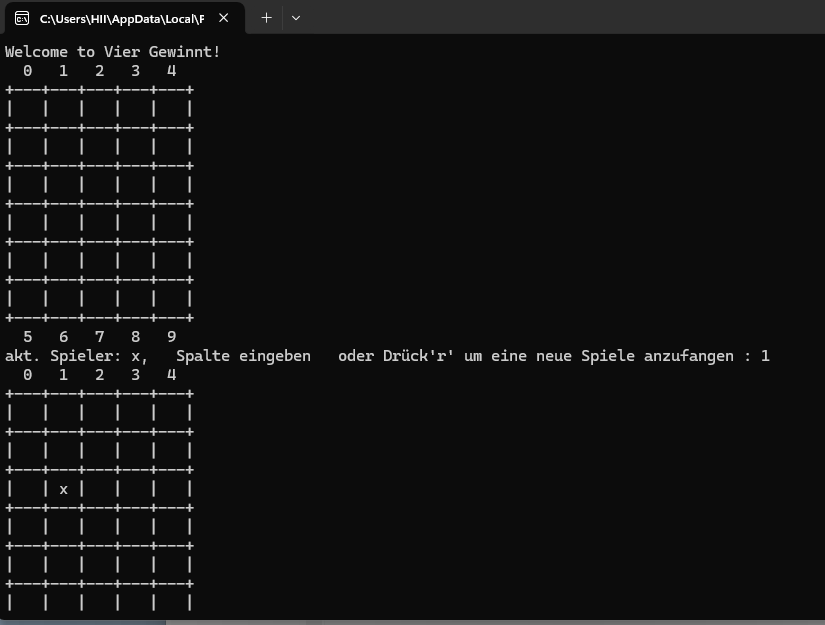 C:\Users\HII\AppData\Local\F
Welcome to Vier Gewinnt!
  0   1   2   3   4
+---+---+---+---+---+
|   |   |   |   |   |
+---+---+---+---+---+
|   |   |   |   |   |
+---+---+---+---+---+
|   |   |   |   |   |
+---+---+---+---+---+
|   |   |   |   |   |
+---+---+---+---+---+
|   |   |   |   |   |
+---+---+---+---+---+
|   |   |   |   |   |
+---+---+---+---+---+
  5   6   7   8   9
akt. Spieler: x,   Spalte eingeben   oder Drück'r' um eine neue Spiele anzufangen : 1
  0   1   2   3   4
+---+---+---+---+---+
|   |   |   |   |   |
+---+---+---+---+---+
|   |   |   |   |   |
+---+---+---+---+---+
|   | x |   |   |   |
+---+---+---+---+---+
|   |   |   |   |   |
+---+---+---+---+---+
|   |   |   |   |   |
+---+---+---+---+---+
|   |   |   |   |   |